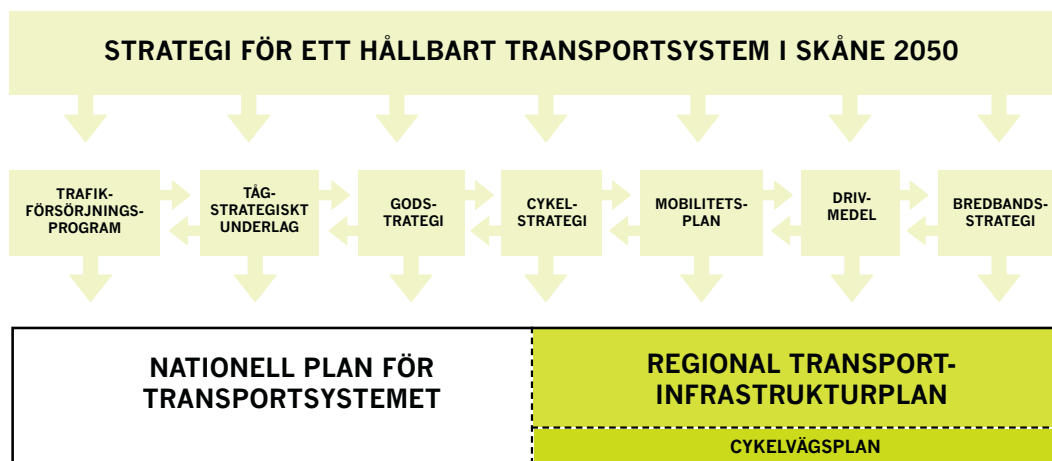 STRATEGI FÖR ETT HÅLLBART TRANSPORTSYSTEM I SKÅNE 2050
TRAFIK-
FÖRSÖRJNINGS-
PROGRAM
TÅG-
STRATEGISKT
UNDERLAG
GODS-
TRATEGI
CYKEL-
STRATEGI
MOBILITETS-
PLAN
DRIV-
MEDEL
BREDBANDS-
STRATEGI
NATIONELL PLAN FÖR
TRANSPORTSYSTEMET
REGIONAL TRANSPORT-
INFRASTRUKTURPLAN
CYKELVÄGSPLAN